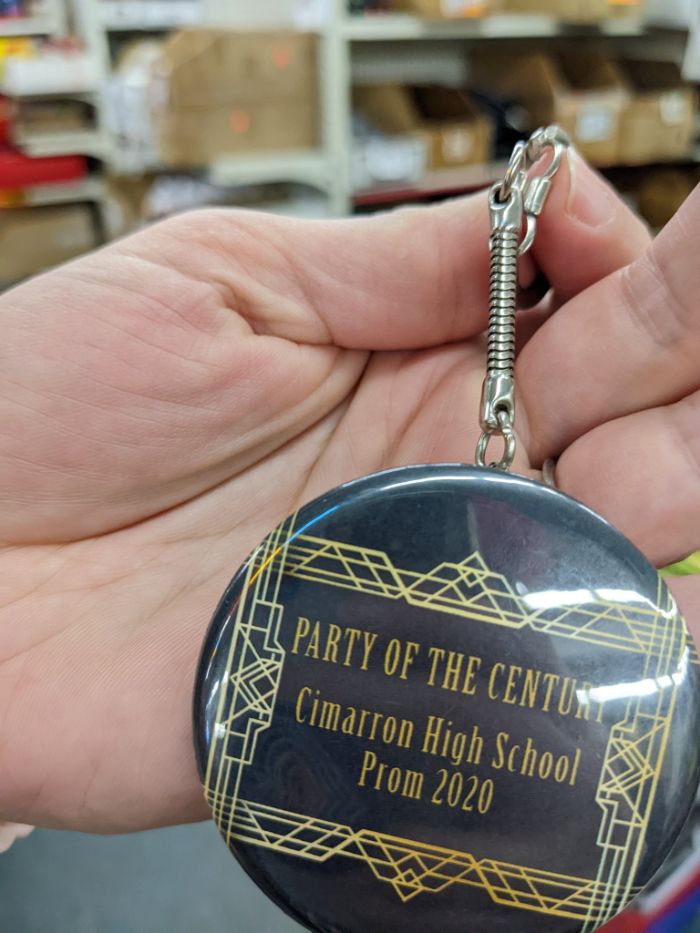 PARTY OF THE CENTURY
Cimarron High School
Prom 2020